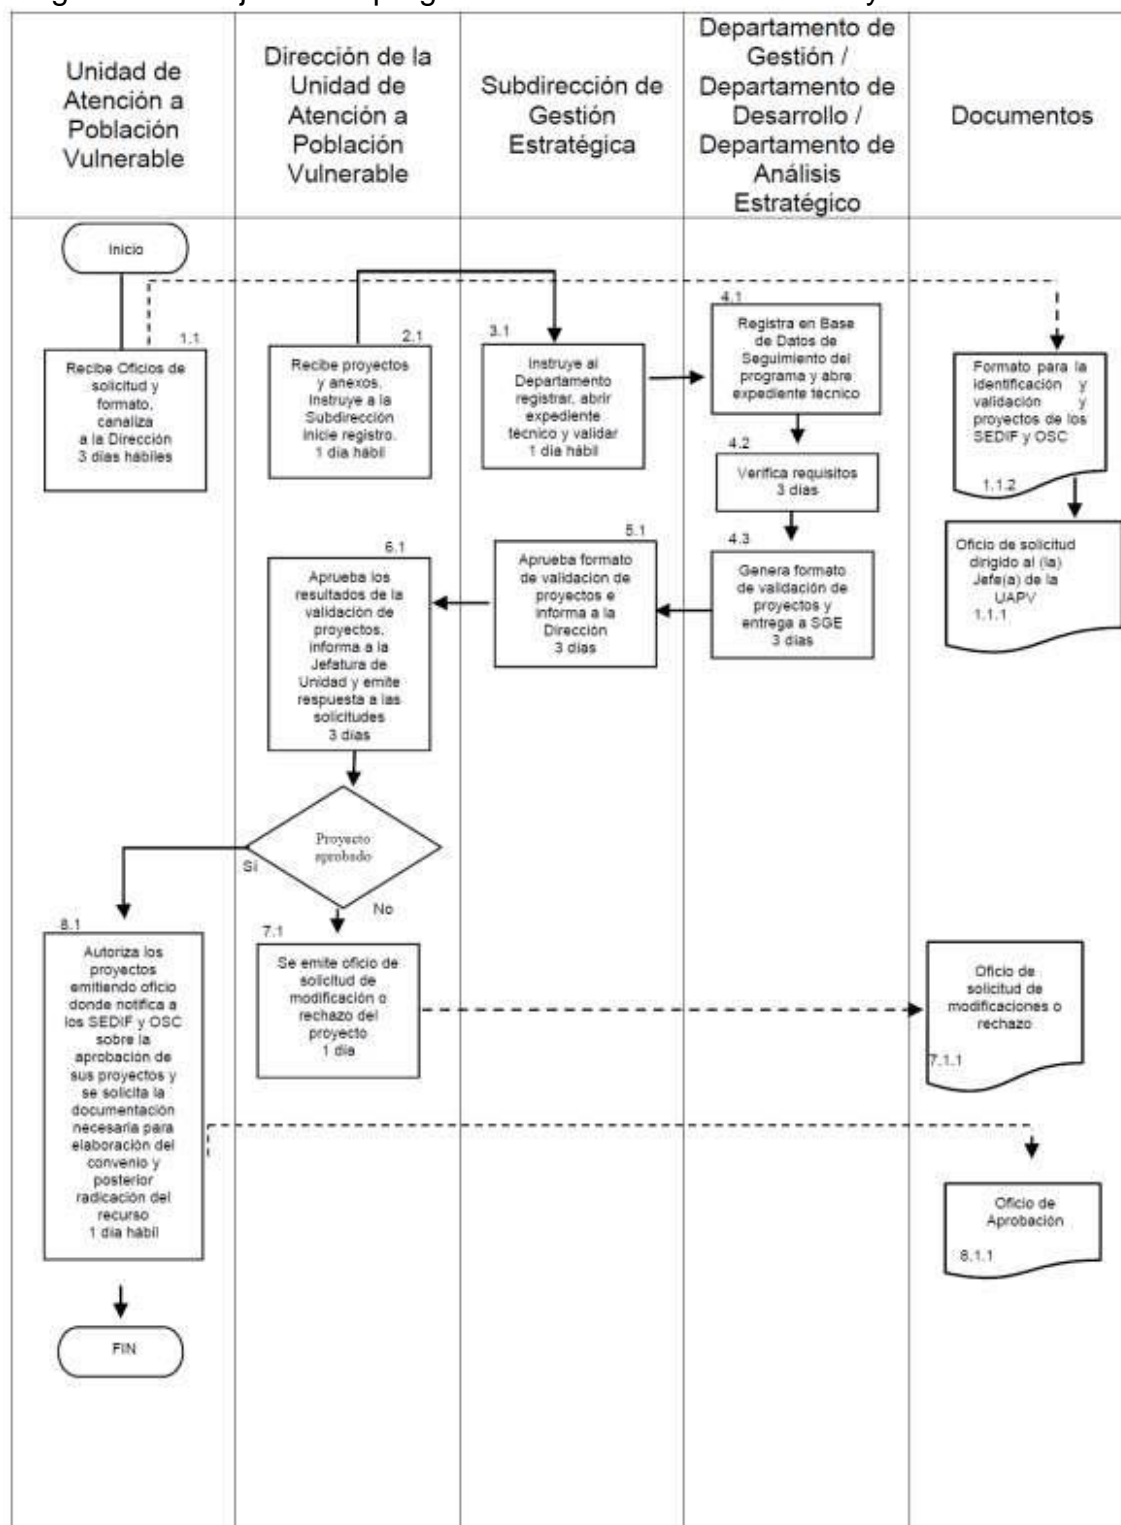 Unidad de
Atención a
Población
Vulnerable
Dirección de la
Unidad de
Atención a
Población
Vulnerable
Subdirección de
Gestión
Estratégica
Departamento de
Gestión /
Departamento de
Desarrollo /
Departamento de
Análisis
Estratégico
Documentos
Inicio
1.1
Recibe Oficios de
solicitud y
formato,
canaliza
a la Dirección
3 días hábiles
2.1
Recibe proyectos
y anexos.
Instruye a la
Subdirección
inicie registro.
1 día hábil
3.1
Instruye al
Departamento
registrar, abrir
expediente
técnico y validar
1 día hábil
4.1
Registra en Base
de Datos de
Seguimiento del
programa y abre
expediente técnico
4.2
Verifica requisitos
3 días
4.3
Genera formato
de validación de
proyectos y
entrega a SGE
3 días
Formato para la
identificación y
validación y
proyectos de los
SEDIF y OSC
1.1.2
Oficio de solicitud
dirigido al (la)
Jefe(a) de la
UAPV
1.1.1
5.1
Aprueba formato
de validación de
proyectos e
informa a la
Dirección
3 días
6.1
Aprueba los
resultados de la
validación de
proyectos,
informa a la
Jefatura de
Unidad y emite
respuesta a las
solicitudes
3 días
Proyecto
aprobado
Sí
No
7.1
Se emite oficio de
solicitud de
modificación o
rechazo del
proyecto
1 día
Oficio de
solicitud de
modificaciones o
rechazo
7.1.1
8.1
Autoriza los
proyectos
emitiendo oficio
donde notifica a
los SEDIF y OSC
sobre la
aprobación de
sus proyectos y
se solicita la
documentación
necesaria para
elaboración del
convenio y
posterior
radicación del
recurso
1 día hábil
Oficio de
Aprobación
8.1.1
FIN